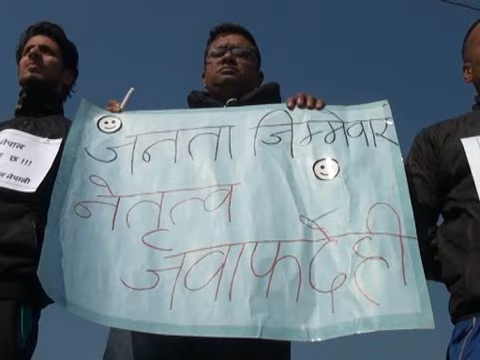 जनता जिम्मेवार
नेतृत्व
जवाफदेही
नेपाल
छ!!!
नेपाली